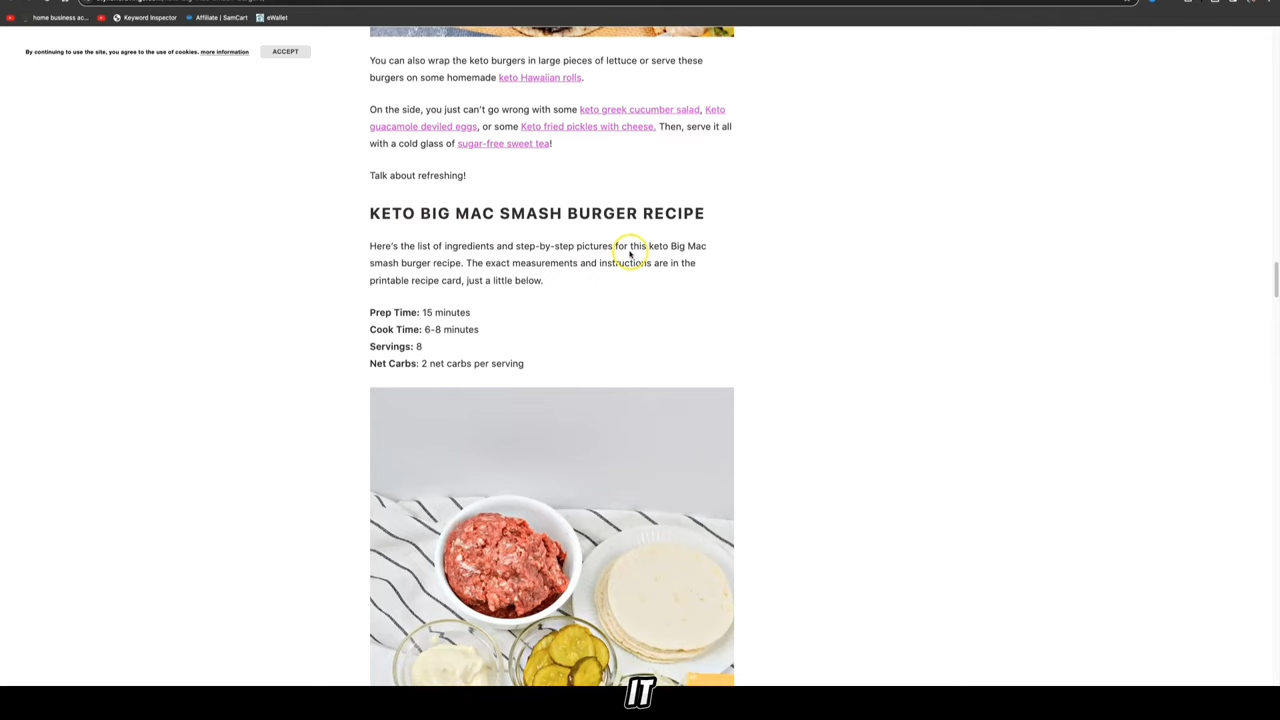 home business ac...
Keyword Inspector
Affiliate | SamCart
eWallet
By continuing to use the site, you agree to the use of cookies. more information
ACCEPT
You can also wrap the keto burgers in large pieces of lettuce or serve these
burgers on some homemade keto Hawaiian rolls.
On the side, you just can't go wrong with some keto greek cucumber salad, Keto
guacamole deviled eggs, or some Keto fried pickles with cheese. Then, serve it all
with a cold glass of sugar-free sweet tea!
Talk about refreshing!
KETO BIG MAC SMASH BURGER RECIPE
Here's the list of ingredients and step-by-step pictures for this keto Big Mac
smash burger recipe. The exact measurements and instructions are in the
printable recipe card, just a little below.
Prep Time: 15 minutes
Cook Time: 6-8 minutes
Servings: 8
Net Carbs: 2 net carbs per serving
IT